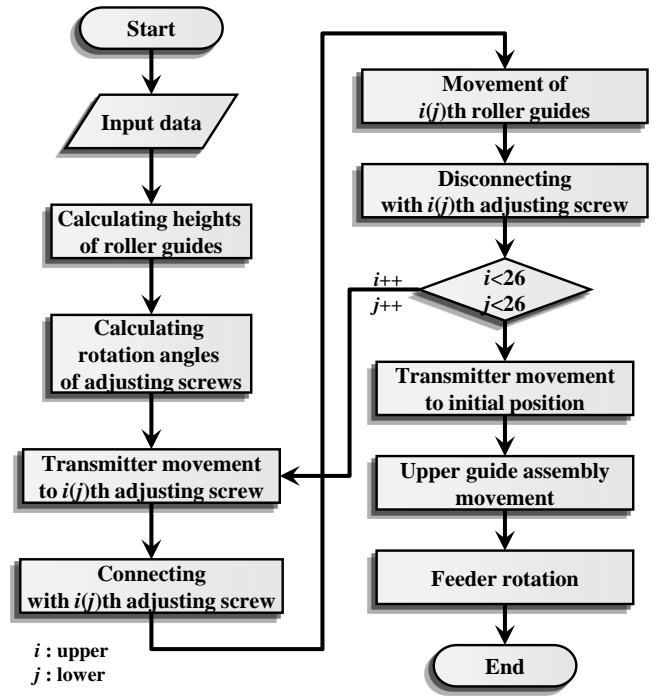 Start
Input data
Calculating heights
of roller guides
Calculating
rotation angles
of adjusting screws
Transmitter movement
to i(j)th adjusting screw
Connecting
with i(j)th adjusting screw
i : upper
j : lower
Movement of
i(j)th roller guides
Disconnecting
with i(j)th adjusting screw
i++
j++
i<26
j<26
Transmitter movement
to initial position
Upper guide assembly
movement
Feeder rotation
End